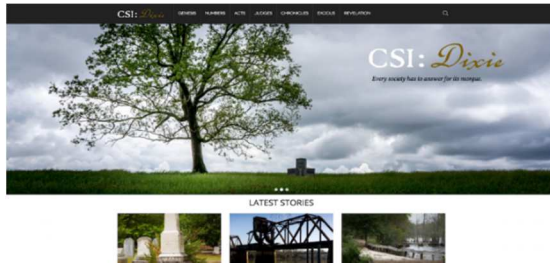 CSI: Dixie GENESIS NUMBERS ACTS JUDGES CHRONICLES EXODUS REVELATION
CSI: Dixie
Every society has to answer for its morgue.
LATEST STORIES